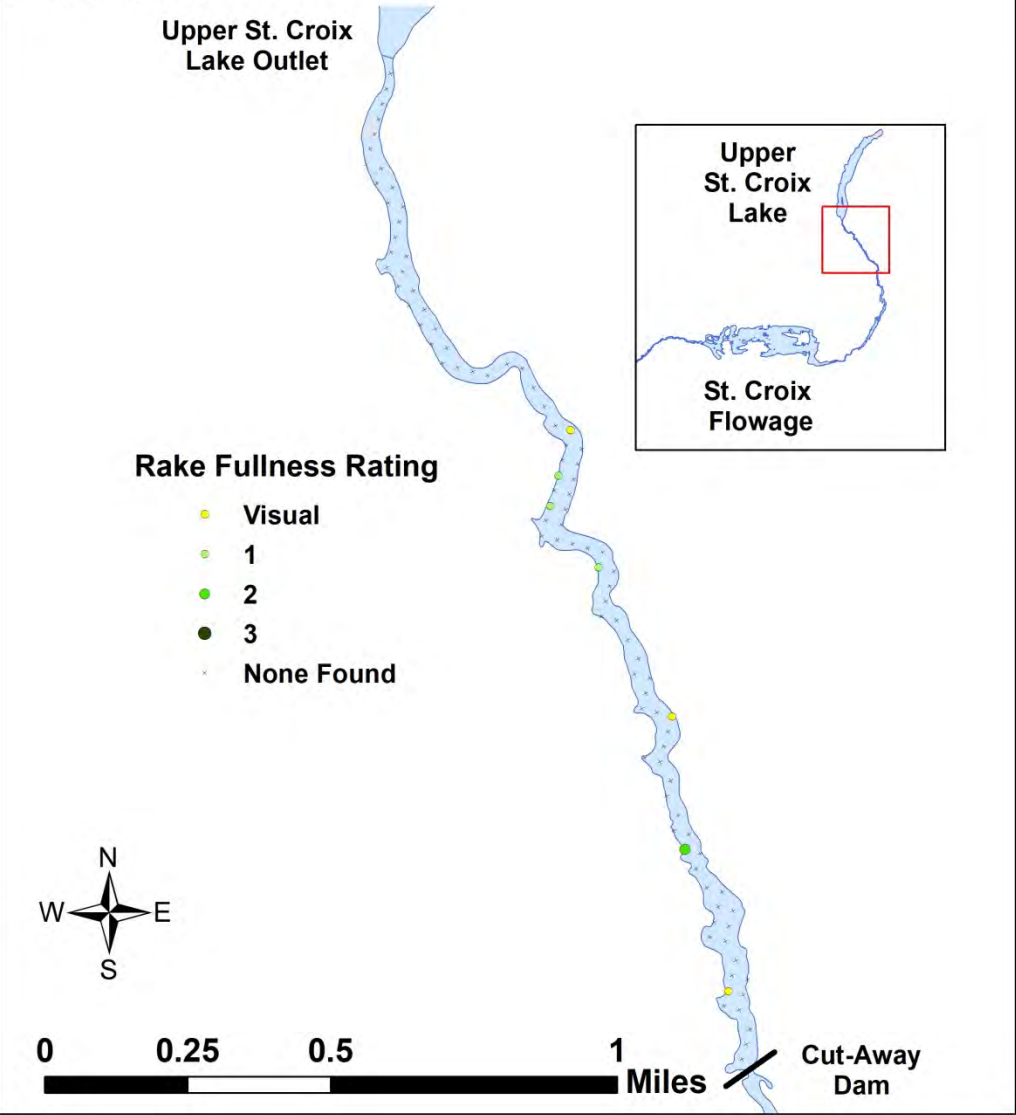 Upper St. Croix
Lake Outlet
Upper
St. Croix
Lake
St. Croix
Flowage
Rake Fullness Rating
Visual
1
2
3
None Found
N
W E
S
0 0.25 0.5 1
Miles
Cut-Away
Dam